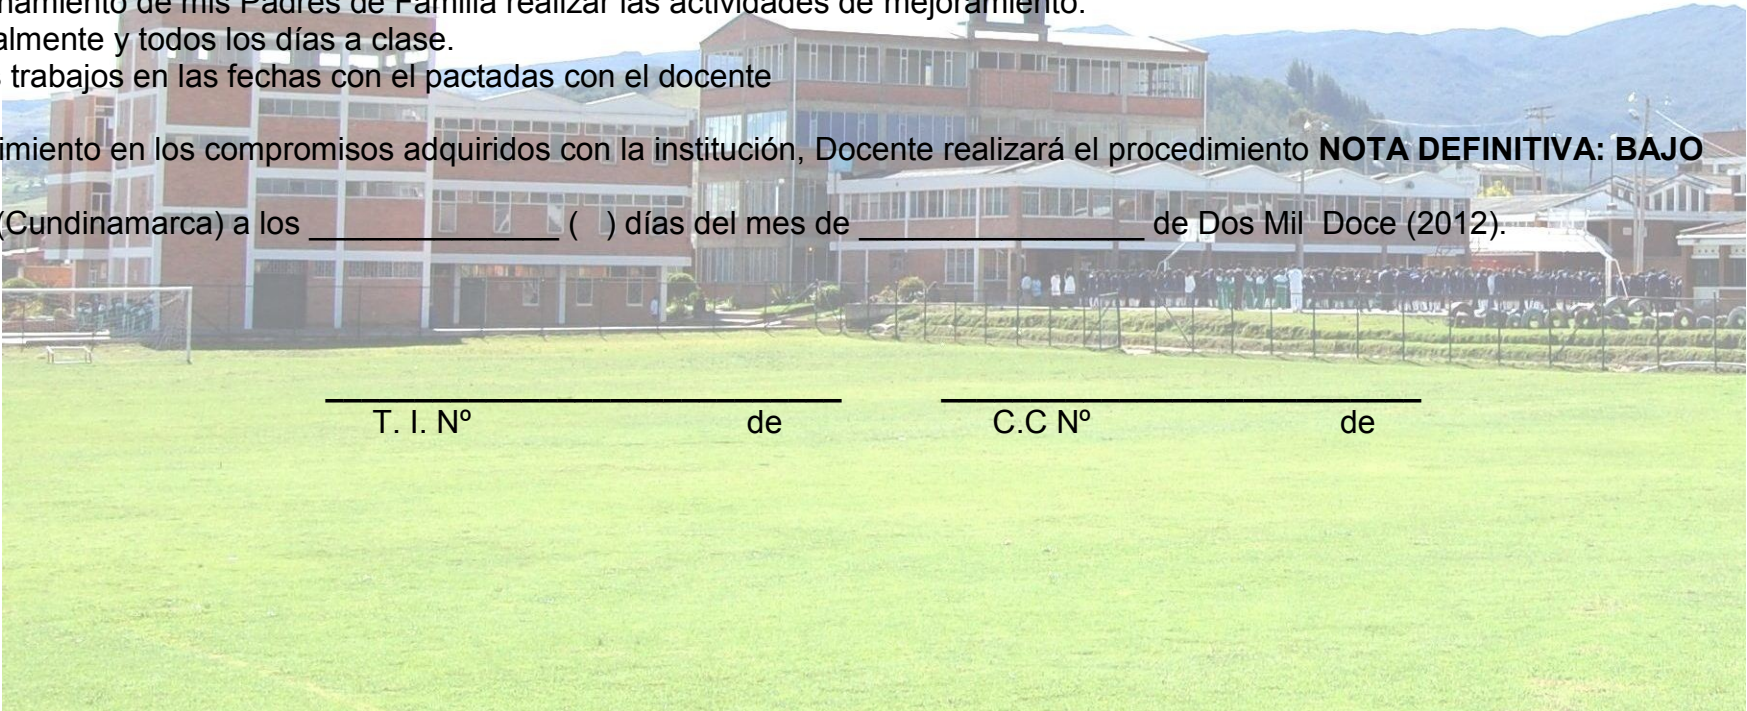 namiento de mis Padres de Familia realizar las actividades de mejoramiento.
almente y todos los días a clase.
s trabajos en las fechas con el pactadas con el docente
imiento en los compromisos adquiridos con la institución, Docente realizará el procedimiento NOTA DEFINITIVA: BAJO
(Cundinamarca) a los ______________ ( ) días del mes de ________________ de Dos Mil Doce (2012).
T. I. Nº de C.C Nº de